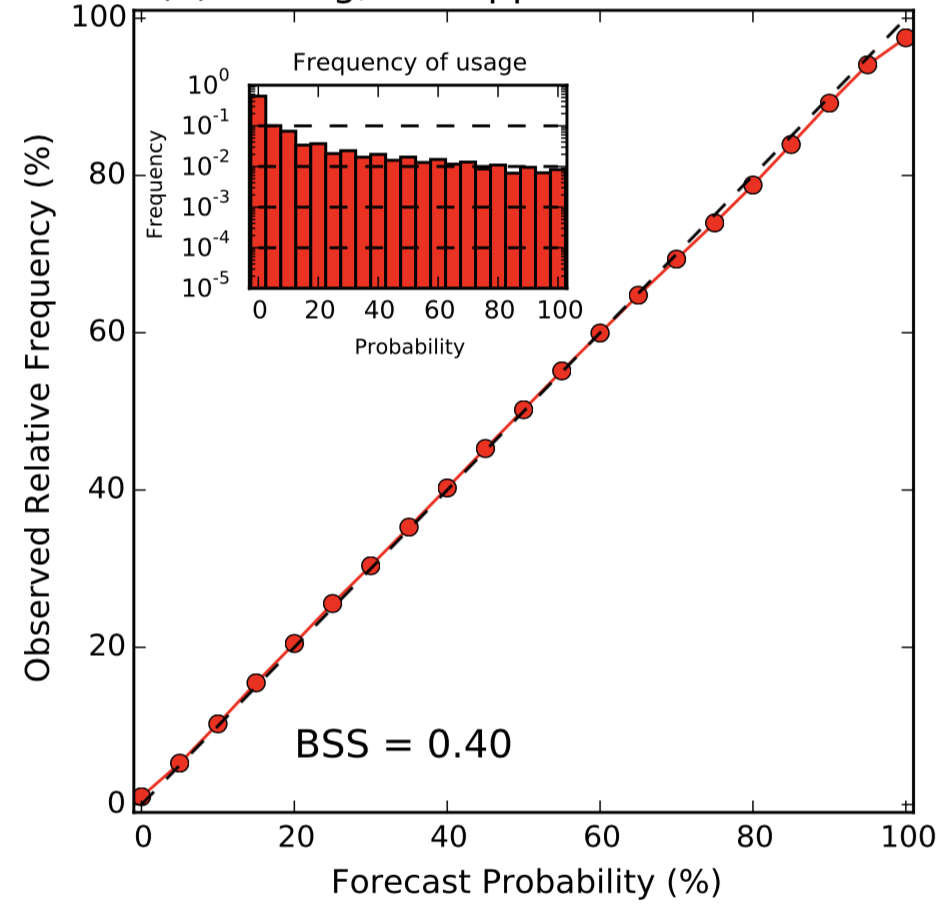 100
80
60
40
20
0
Observed Relative Frequency (%)
Frequency of usage
10^0
10^-1
10^-2
10^-3
10^-4
10^-5
Frequency
0 20 40 60 80 100
Probability
BSS = 0.40
0 20 40 60 80 100
Forecast Probability (%)